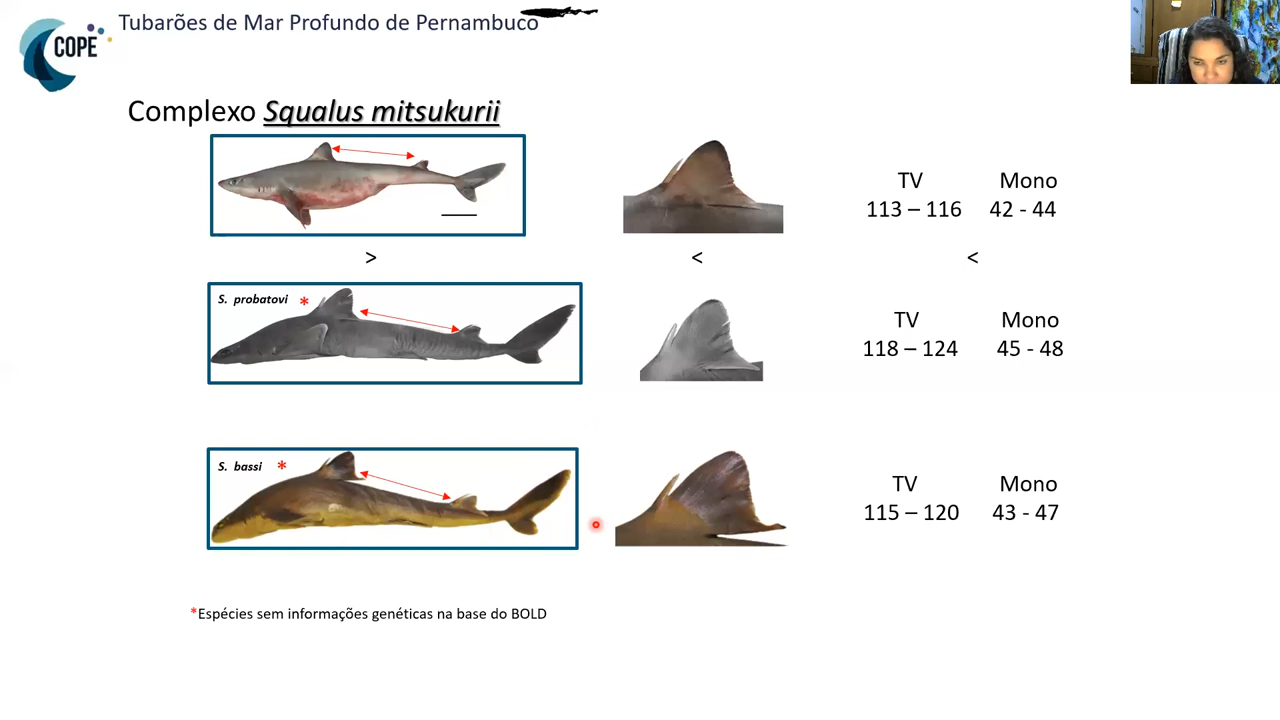 COPE
Tubarões de Mar Profundo de Pernambuco
Complexo Squalus mitsukurii
TV Mono
113 – 116 42 - 44
> < <
S. probatovi *
TV Mono
118 – 124 45 - 48
S. bassi *
TV Mono
115 – 120 43 - 47
*Espécies sem informações genéticas na base do BOLD